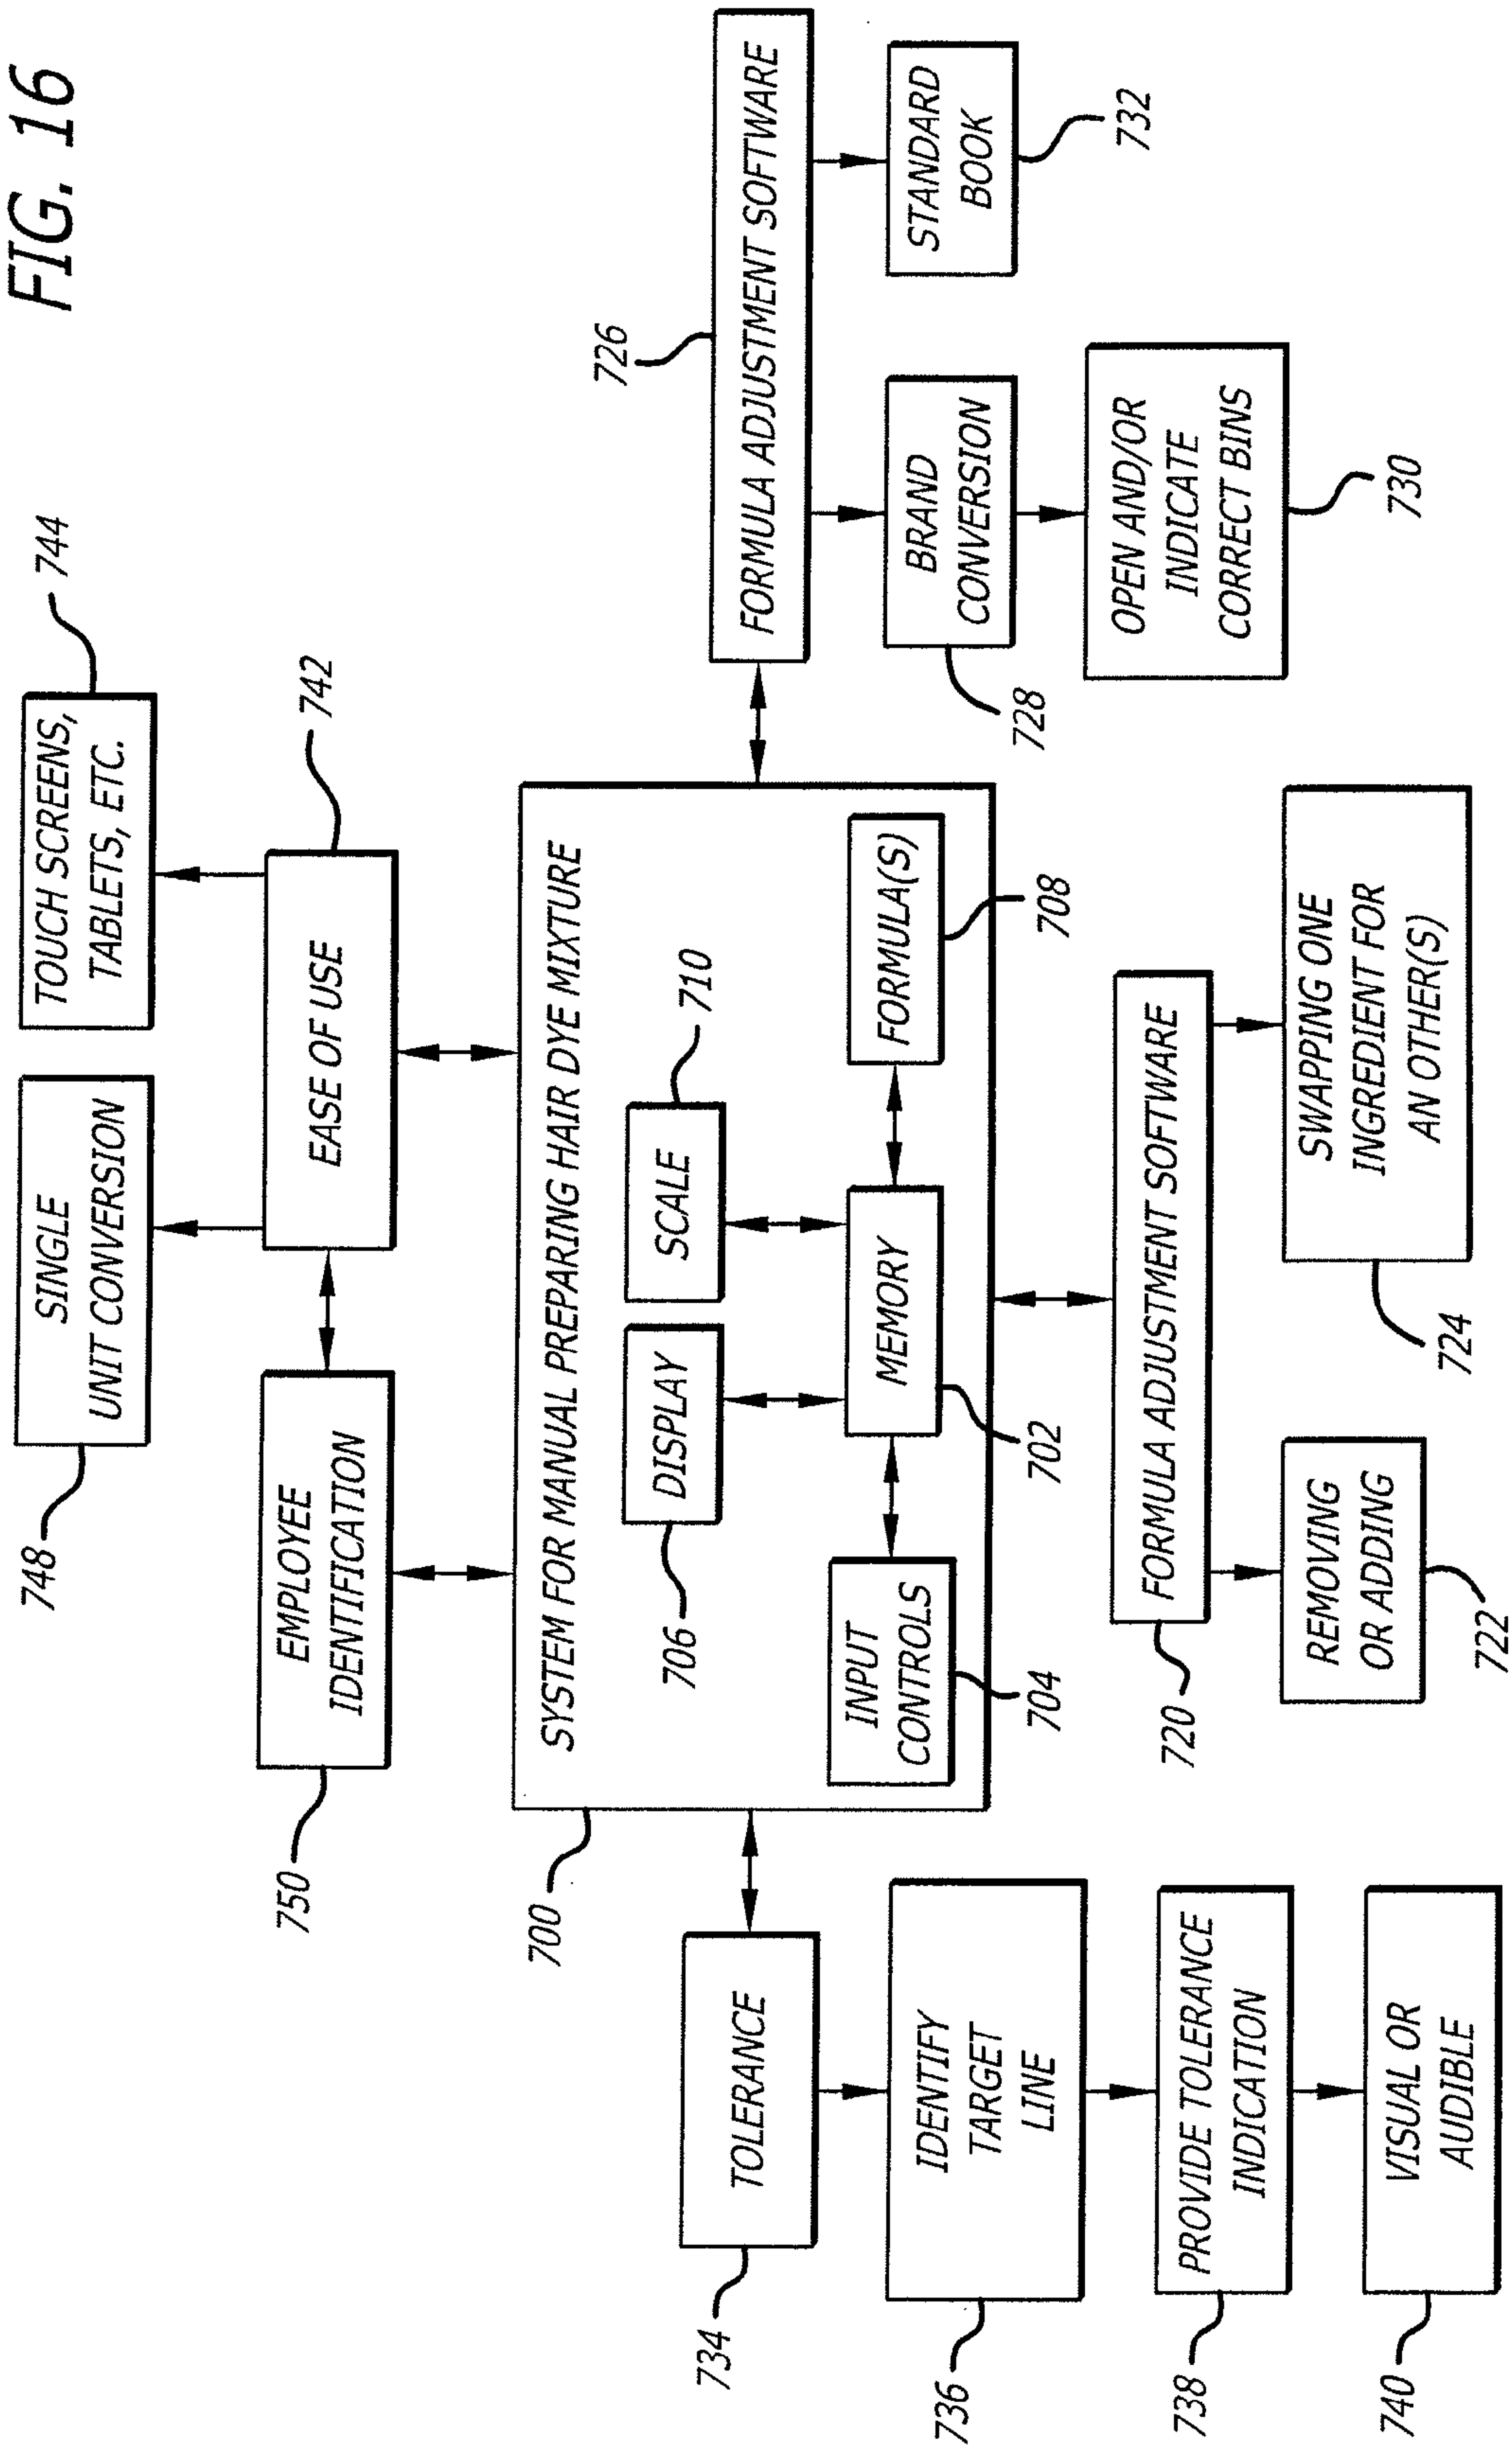 FIG. 16
748
SINGLE
UNIT CONVERSION
TOUCH SCREENS,
TABLETS, ETC.
744
750
EMPLOYEE
IDENTIFICATION
EASE OF USE
742
700
SYSTEM FOR MANUAL PREPARING HAIR DYE MIXTURE
706
DISPLAY
SCALE
710
INPUT
CONTROLS
704
MEMORY
702
FORMULA(S)
708
734
TOLERANCE
736
IDENTIFY
TARGET
LINE
738
PROVIDE TOLERANCE
INDICATION
740
VISUAL OR
AUDIBLE
720
FORMULA ADJUSTMENT SOFTWARE
REMOVING
OR ADDING
722
SWAPPING ONE
INGREDIENT FOR
AN OTHER(S)
724
726
FORMULA ADJUSTMENT SOFTWARE
728
BRAND
CONVERSION
STANDARD
BOOK
732
OPEN AND/OR
INDICATE
CORRECT BINS
730